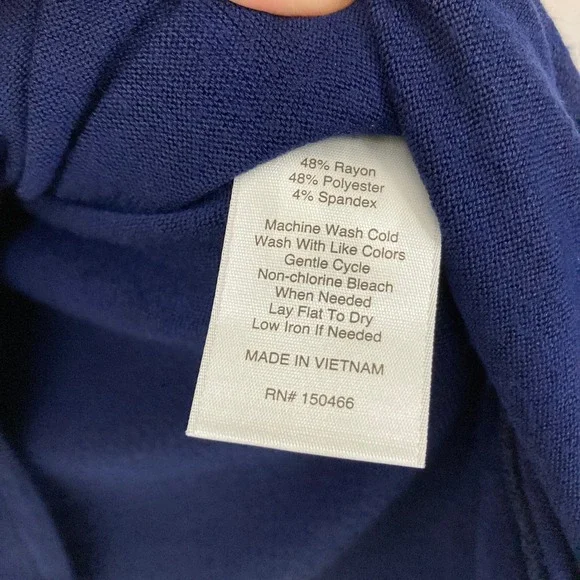 48% Rayon
48% Polyester
4% Spandex
Machine Wash Cold
Wash With Like Colors
Gentle Cycle
Non-chlorine Bleach
When Needed
Lay Flat To Dry
Low Iron If Needed
MADE IN VIETNAM
RN# 150466